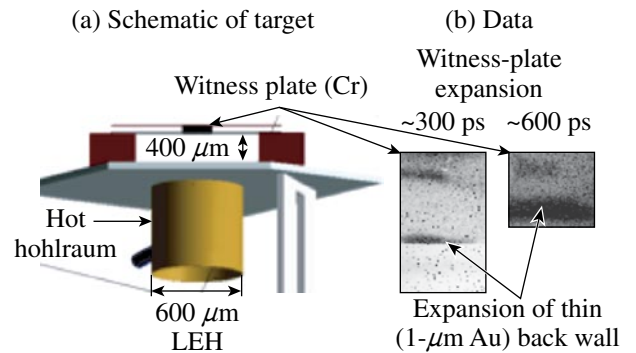 (a) Schematic of target
(b) Data
Witness-plate
expansion
Witness plate (Cr)
~300 ps
~600 ps
400 μm
Hot
hohlraum
600 μm
LEH
Expansion of thin
(1-μm Au) back wall